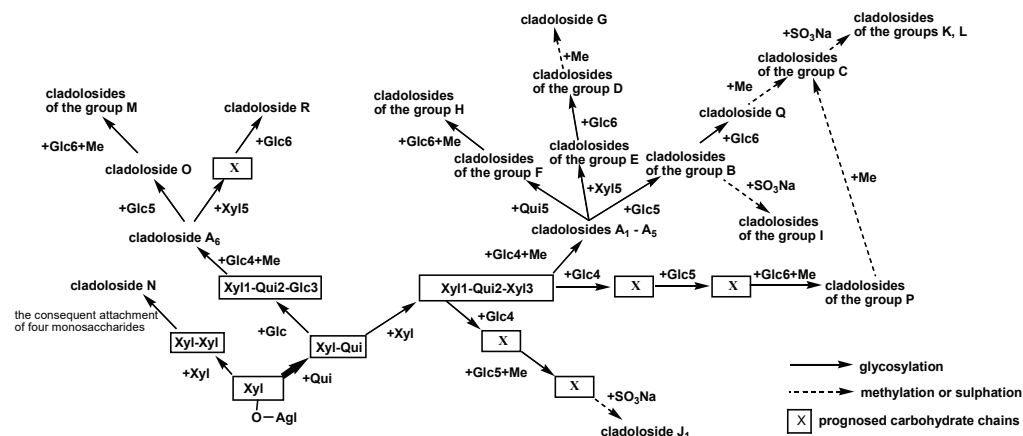 cladoloside G
+SO3Na
cladolosides
of the groups K, L
+Me
cladolosides
of the group C
cladolosides
of the group M
cladoloside R
cladolosides
of the group H
cladolosides
of the group D
+Me
cladoloside Q
+Glc6+Me
+Glc6
+Glc6+Me
+Glc6
+Glc6
cladoloside O
X
cladolosides
of the group F
cladolosides
of the group E
cladolosides
of the group B
+SO3Na
+Me
+Glc5
+Xyl5
+Qui5
+Xyl5
+Glc5
cladolosides
of the group I
cladoloside A6
cladolosides A1 - A5
+Glc4+Me
+Glc4+Me
cladoloside N
Xyl1-Qui2-Glc3
Xyl1-Qui2-Xyl3
+Glc4
X
+Glc5
X
+Glc6+Me
cladolosides
of the group P
the consequent attachment
of four monosaccharides
+Glc
+Xyl
+Glc4
Xyl-Xyl
Xyl-Qui
X
+Xyl
+Qui
+Glc5+Me
Xyl
X
+SO3Na
O-Agl
cladoloside J1
glycosylation
methylation or sulphation
X
prognosed carbohydrate chains